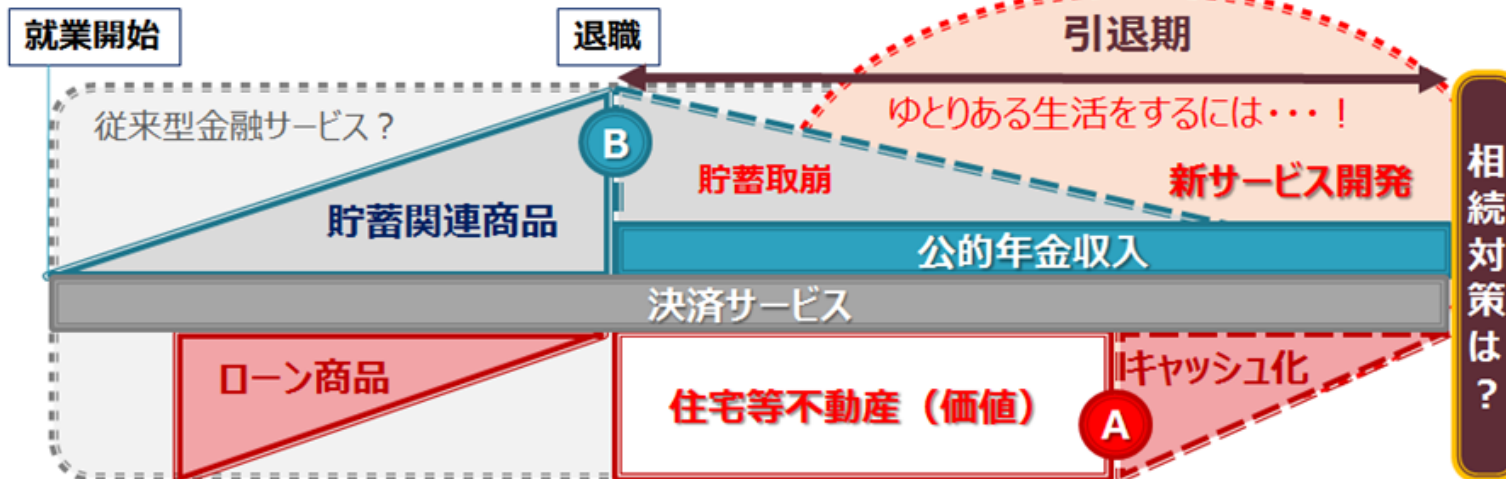 就業開始
退職
引退期
従来型金融サービス？
ゆとりある生活をするには・・・！
B
貯蓄取崩
新サービス開発
貯蓄関連商品
公的年金収入
決済サービス
ローン商品
住宅等不動産（価値）
A
キャッシュ化
相続対策は？